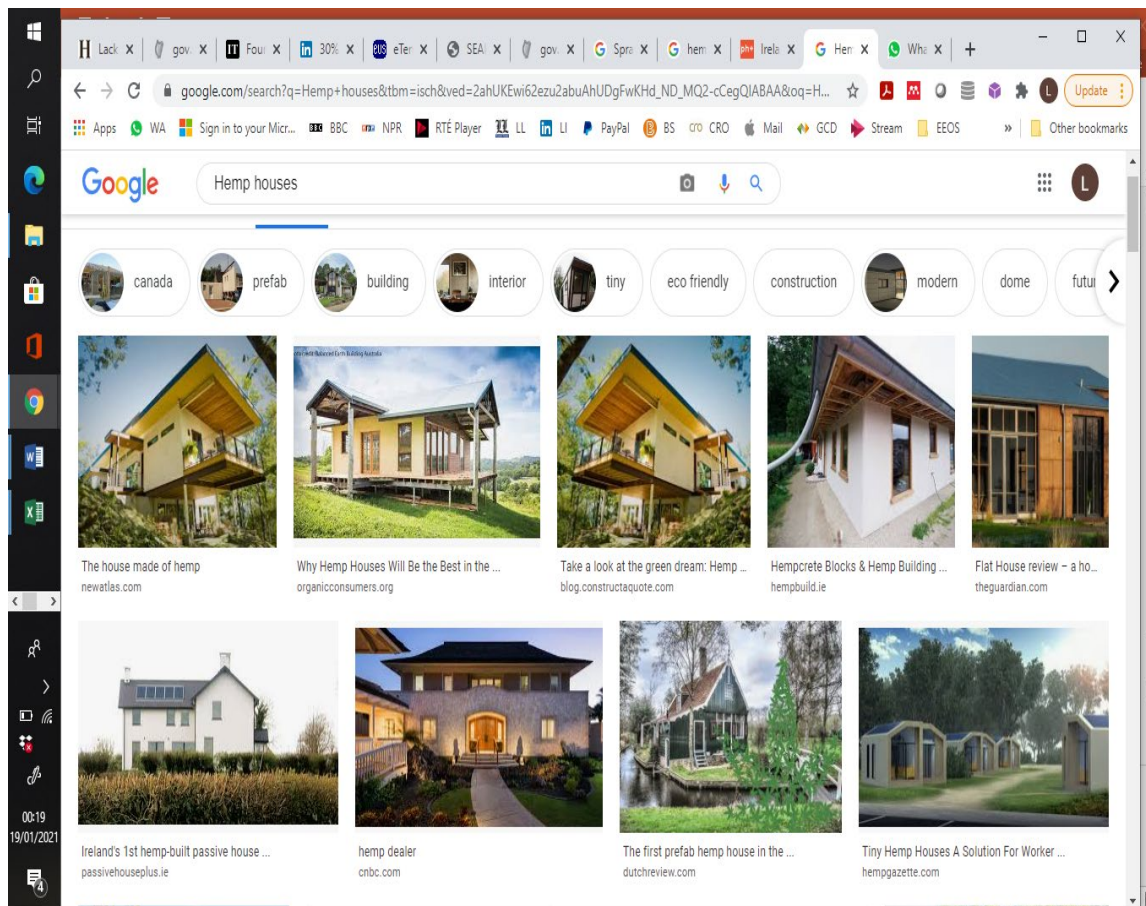 Lack
gov.
Four
30%
eTer
SEAI
gov.
Spra
hem
Irela
Hem
Wha
google.com/search?q=Hemp+houses&tbm=isch&ved=2ahUKEwi62ezu2abuAhUDgFwKHd_ND_MQ2-cCegQIABAA&oq=H...
L
Update
Apps WA Sign in to your Micr... BBC NPR RTÉ Player LL LI PayPal BS CRO Mail GCD Stream EEOS » Other bookmarks
Google
Hemp houses
L
canada prefab building interior tiny eco friendly construction modern dome futur
The house made of hemp
newatlas.com
Why Hemp Houses Will Be the Best in the ...
organicconsumers.org
Take a look at the green dream: Hemp ...
blog.constructaquote.com
Hempcrete Blocks & Hemp Building ...
hempbuild.ie
Flat House review – a ho...
theguardian.com
Ireland's 1st hemp-built passive house ...
passivehouseplus.ie
hemp dealer
cnbc.com
The first prefab hemp house in the ...
dutchreview.com
Tiny Hemp Houses A Solution For Worker ...
hempgazette.com
00:19
19/01/2021
4